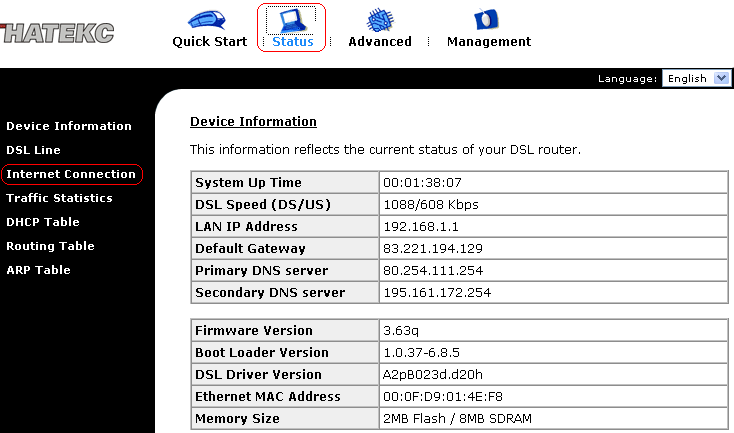 НАТЕКС
Quick Start
Status
Advanced
Management
Language: English
Device Information
DSL Line
Internet Connection
Traffic Statistics
DHCP Table
Routing Table
ARP Table
Device Information
This information reflects the current status of your DSL router.
System Up Time 00:01:38:07
DSL Speed (DS/US) 1088/608 Kbps
LAN IP Address 192.168.1.1
Default Gateway 83.221.194.129
Primary DNS server 80.254.111.254
Secondary DNS server 195.161.172.254
Firmware Version 3.63q
Boot Loader Version 1.0.37-6.8.5
DSL Driver Version A2pB023d.d20h
Ethernet MAC Address 00:0F:D9:01:4E:F8
Memory Size 2MB Flash / 8MB SDRAM